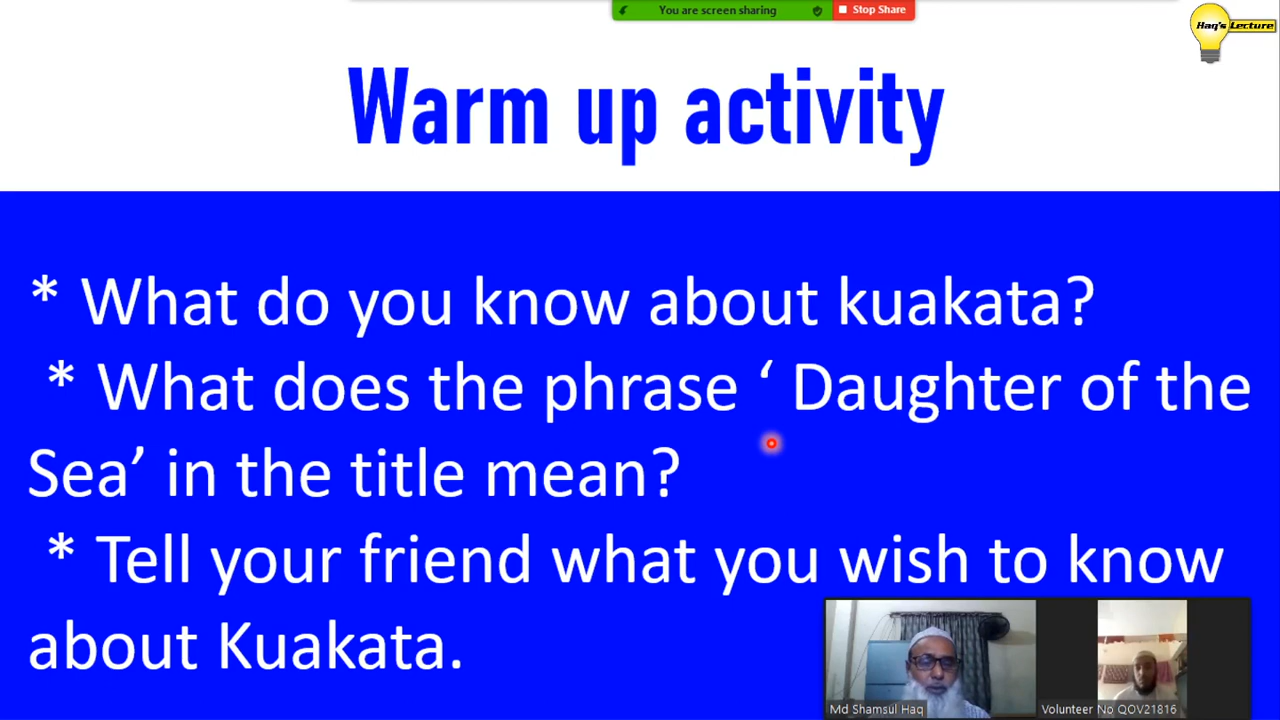 You are screen sharing
Stop Share
Haq's Lecture
Warm up activity
* What do you know about kuakata?
* What does the phrase ‘ Daughter of the
Sea’ in the title mean?
* Tell your friend what you wish to know
about Kuakata.
Md Shamsul Haq
Volunteer No QOV21816